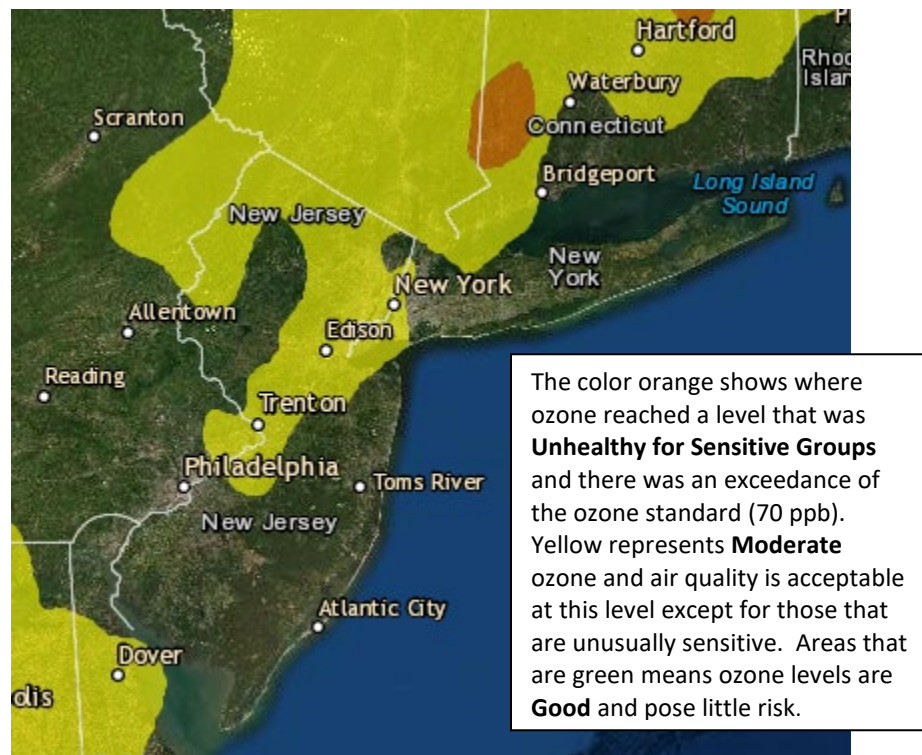 Hartford
Rhod
Islan
Waterbury
Scranton
Connecticut
Bridgeport
Long Island
Sound
New Jersey
New
York
New York
Allentown
Edison
Reading
Trenton
Philadelphia
Toms River
New Jersey
Atlantic City
Dover
olis
The color orange shows where
ozone reached a level that was
Unhealthy for Sensitive Groups
and there was an exceedance of
the ozone standard (70 ppb).
Yellow represents Moderate
ozone and air quality is acceptable
at this level except for those that
are unusually sensitive.  Areas that
are green means ozone levels are
Good and pose little risk.